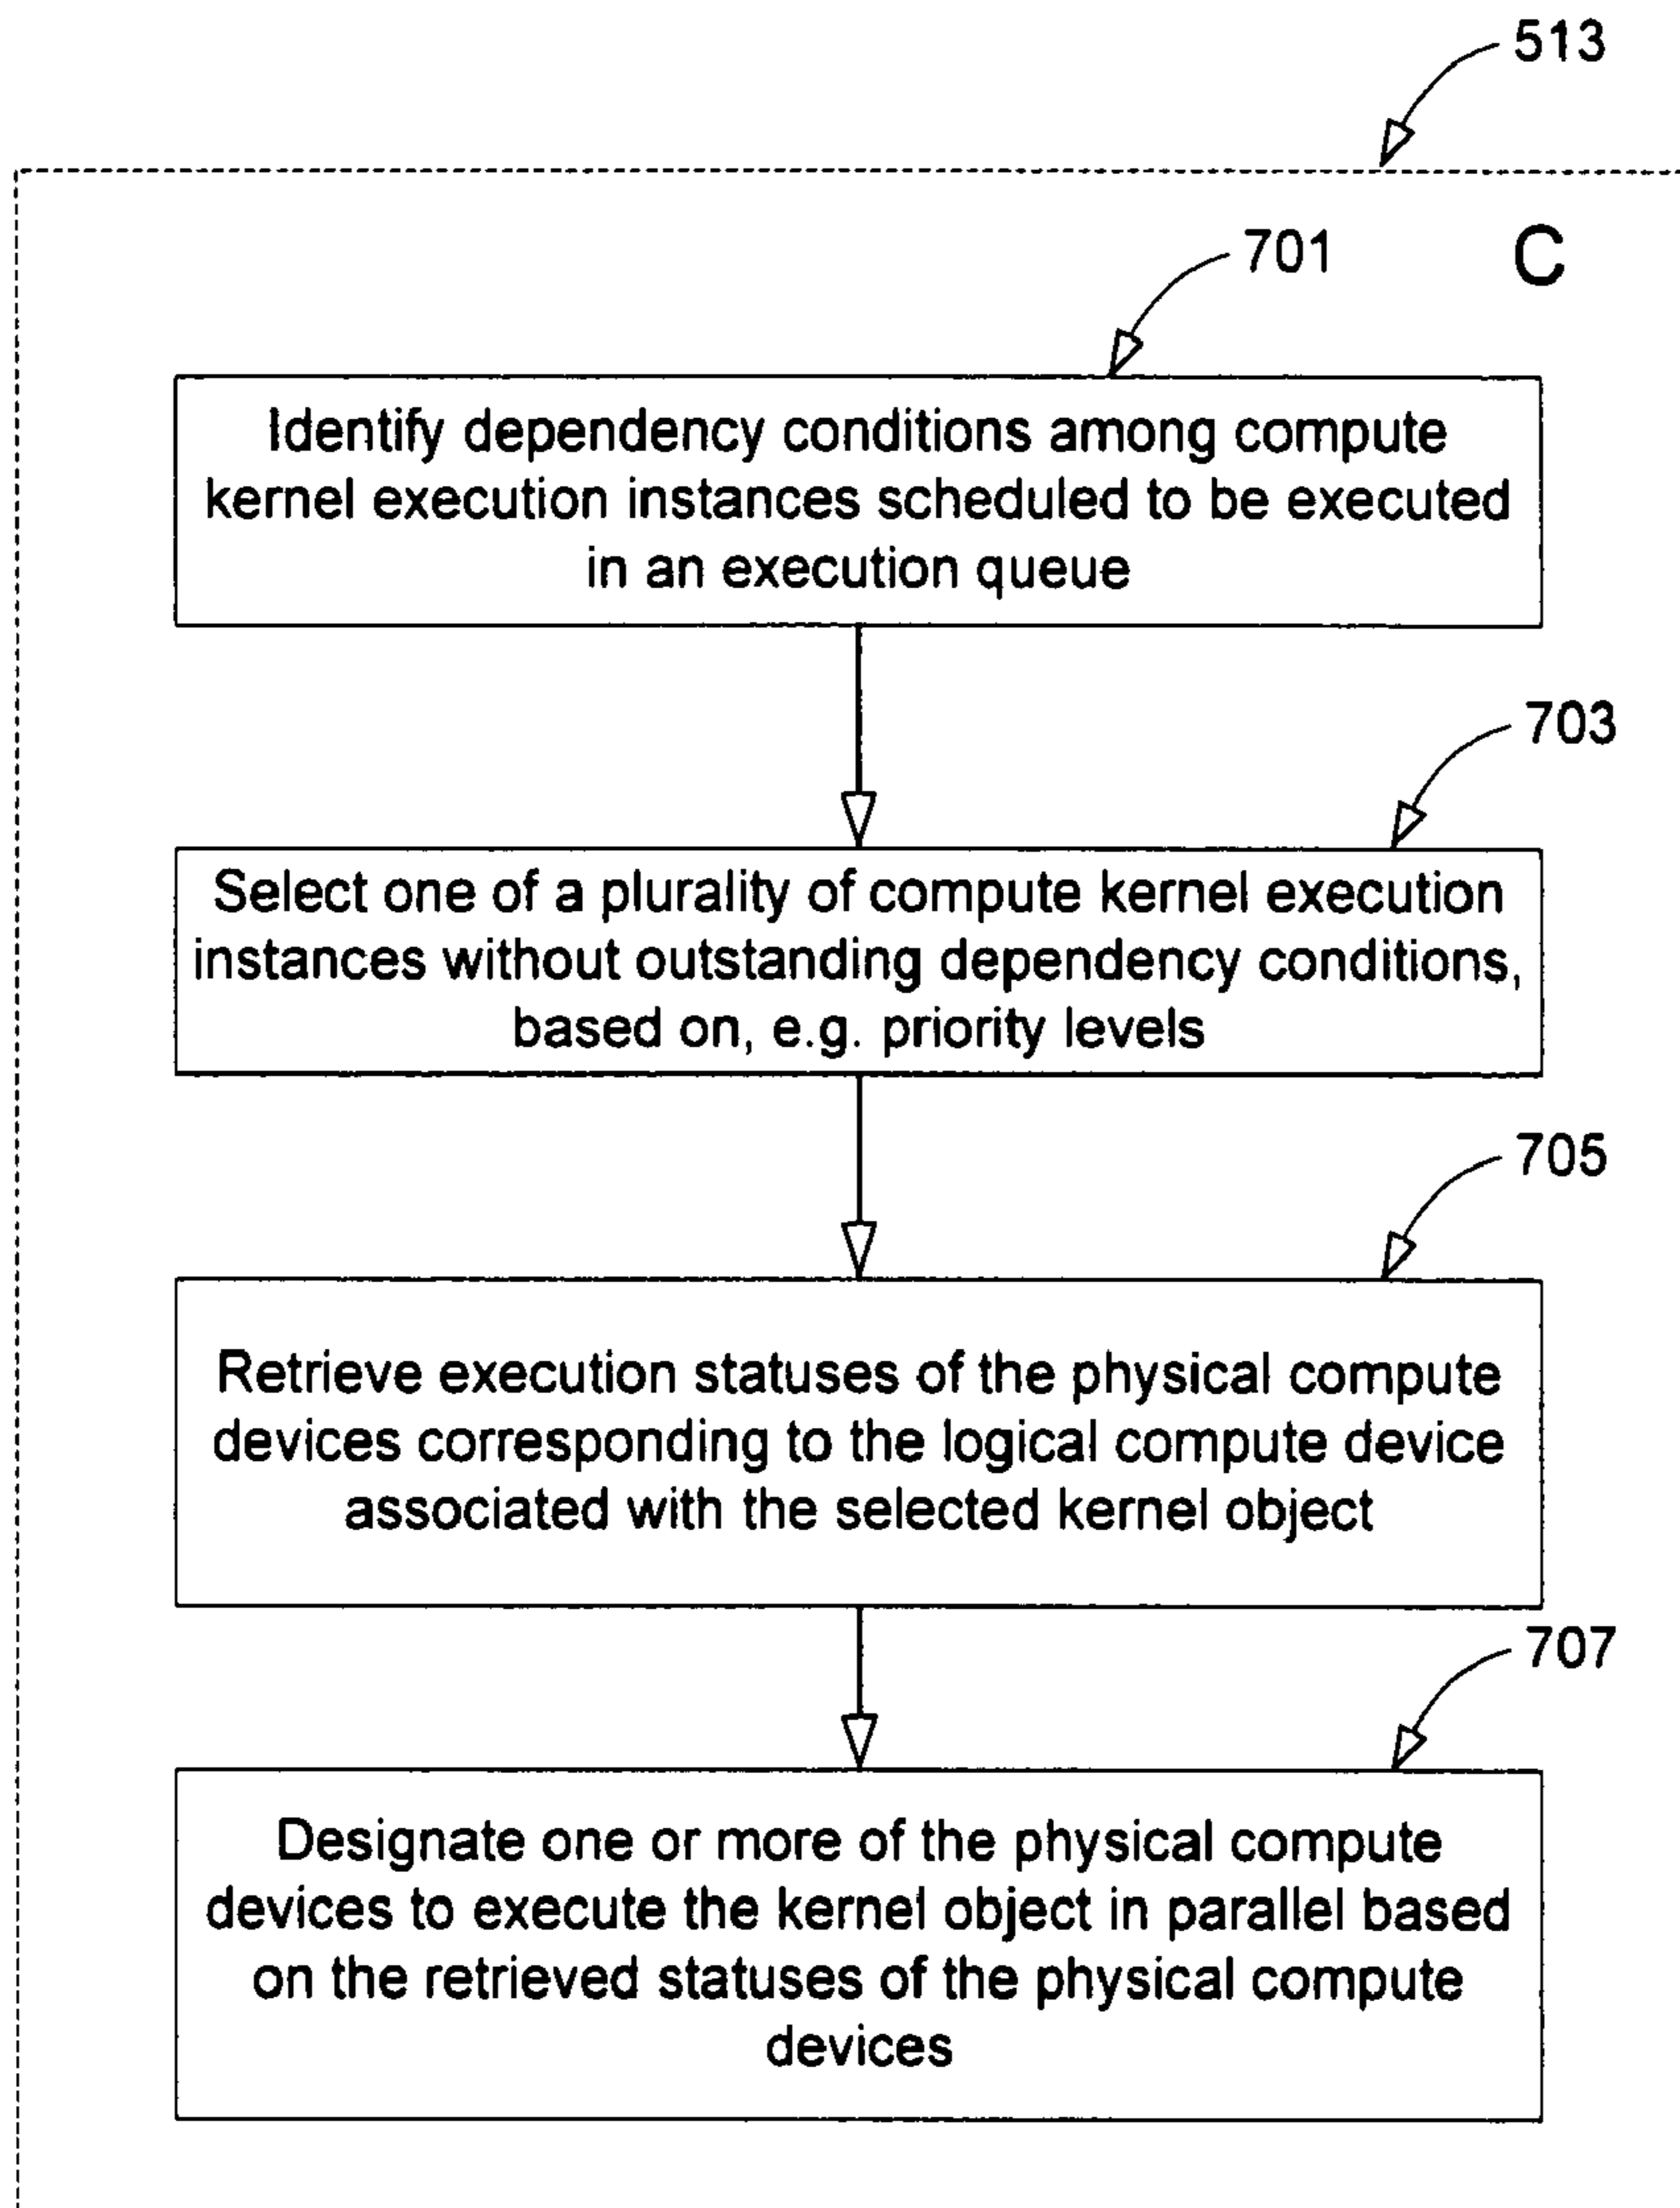 513
C
701
Identify dependency conditions among compute
kernel execution instances scheduled to be executed
in an execution queue
703
Select one of a plurality of compute kernel execution
instances without outstanding dependency conditions,
based on, e.g. priority levels
705
Retrieve execution statuses of the physical compute
devices corresponding to the logical compute device
associated with the selected kernel object
707
Designate one or more of the physical compute
devices to execute the kernel object in parallel based
on the retrieved statuses of the physical compute
devices